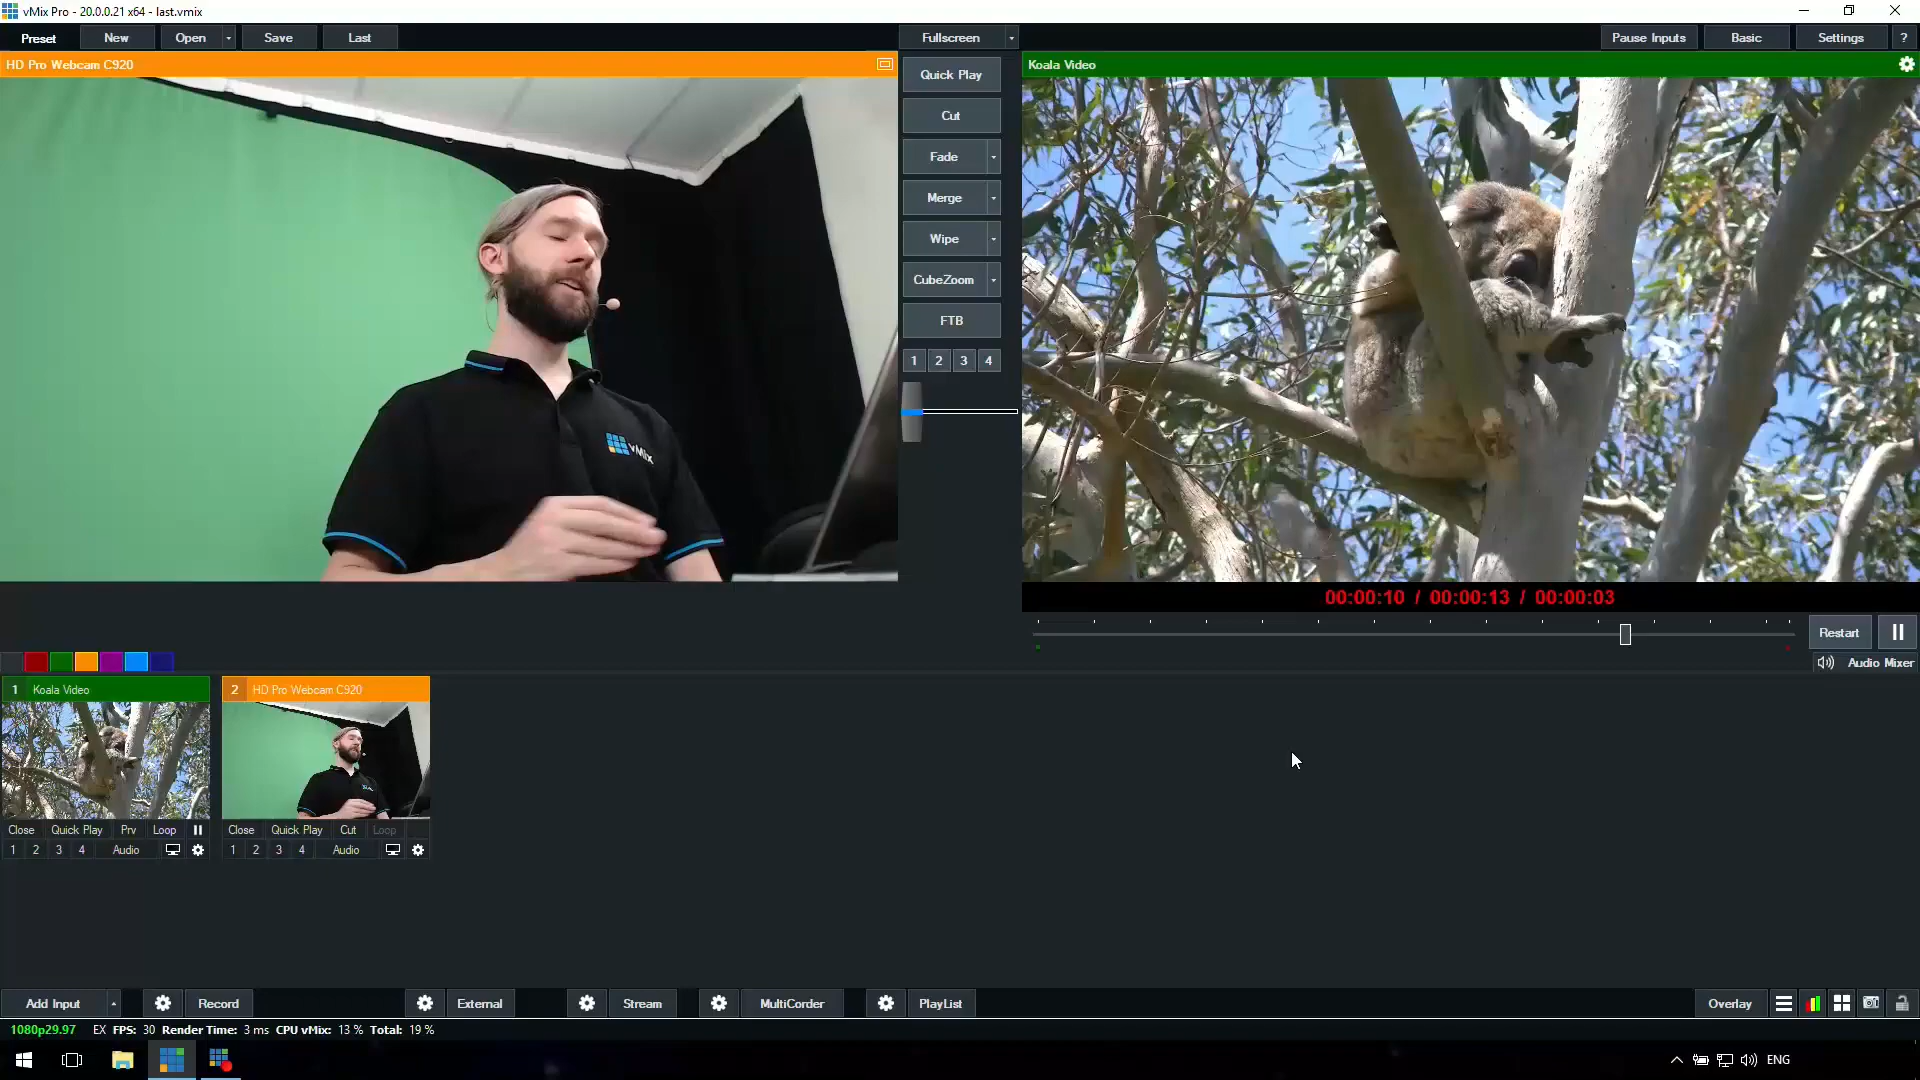 vMix Pro - 20.0.0.21 x64 - last.vmix
Preset New Open Save Last Fullscreen Pause Inputs Basic Settings ?
HD Pro Webcam C920
Koala Video
Quick Play
Cut
Fade
Merge
Wipe
CubeZoom
FTB
1 2 3 4
vMix
00:00:10 / 00:00:13 / 00:00:03
Restart
Audio Mixer
1 Koala Video
2 HD Pro Webcam C920
Close Quick Play Prv Loop
1 2 3 4 Audio
Close Quick Play Cut Loop
1 2 3 4 Audio
Add Input Record External Stream MultiCorder PlayList Overlay
1080p29.97 EX FPS: 30 Render Time: 3 ms CPU vMix: 13 % Total: 19 %
ENG